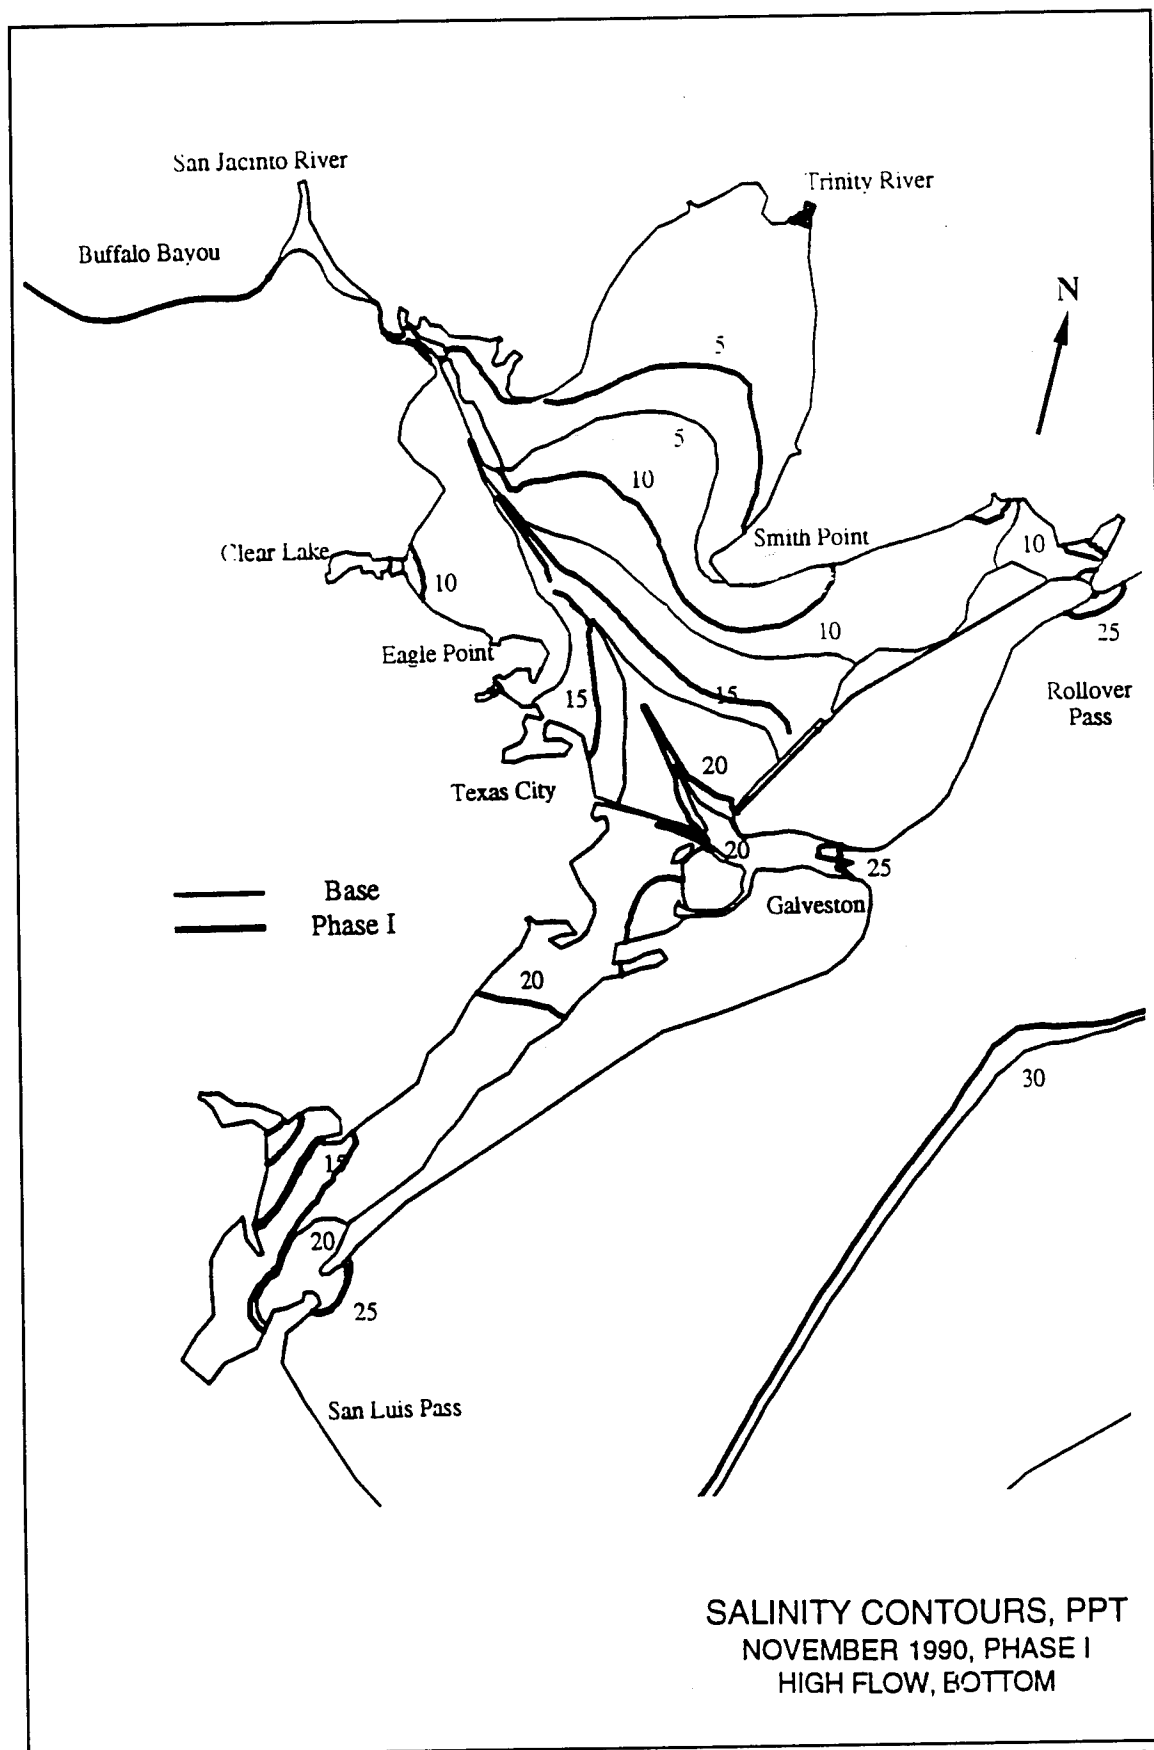 San Jacinto River
Trinity River
Buffalo Bayou
N
5
5
10
Smith Point
10
Clear Lake
10
10
25
Eagle Point
Rollover
Pass
15
15
20
Texas City
20
25
Base
Galveston
Phase I
20
30
15
20
25
San Luis Pass
SALINITY CONTOURS, PPT
NOVEMBER 1990, PHASE I
HIGH FLOW, BOTTOM